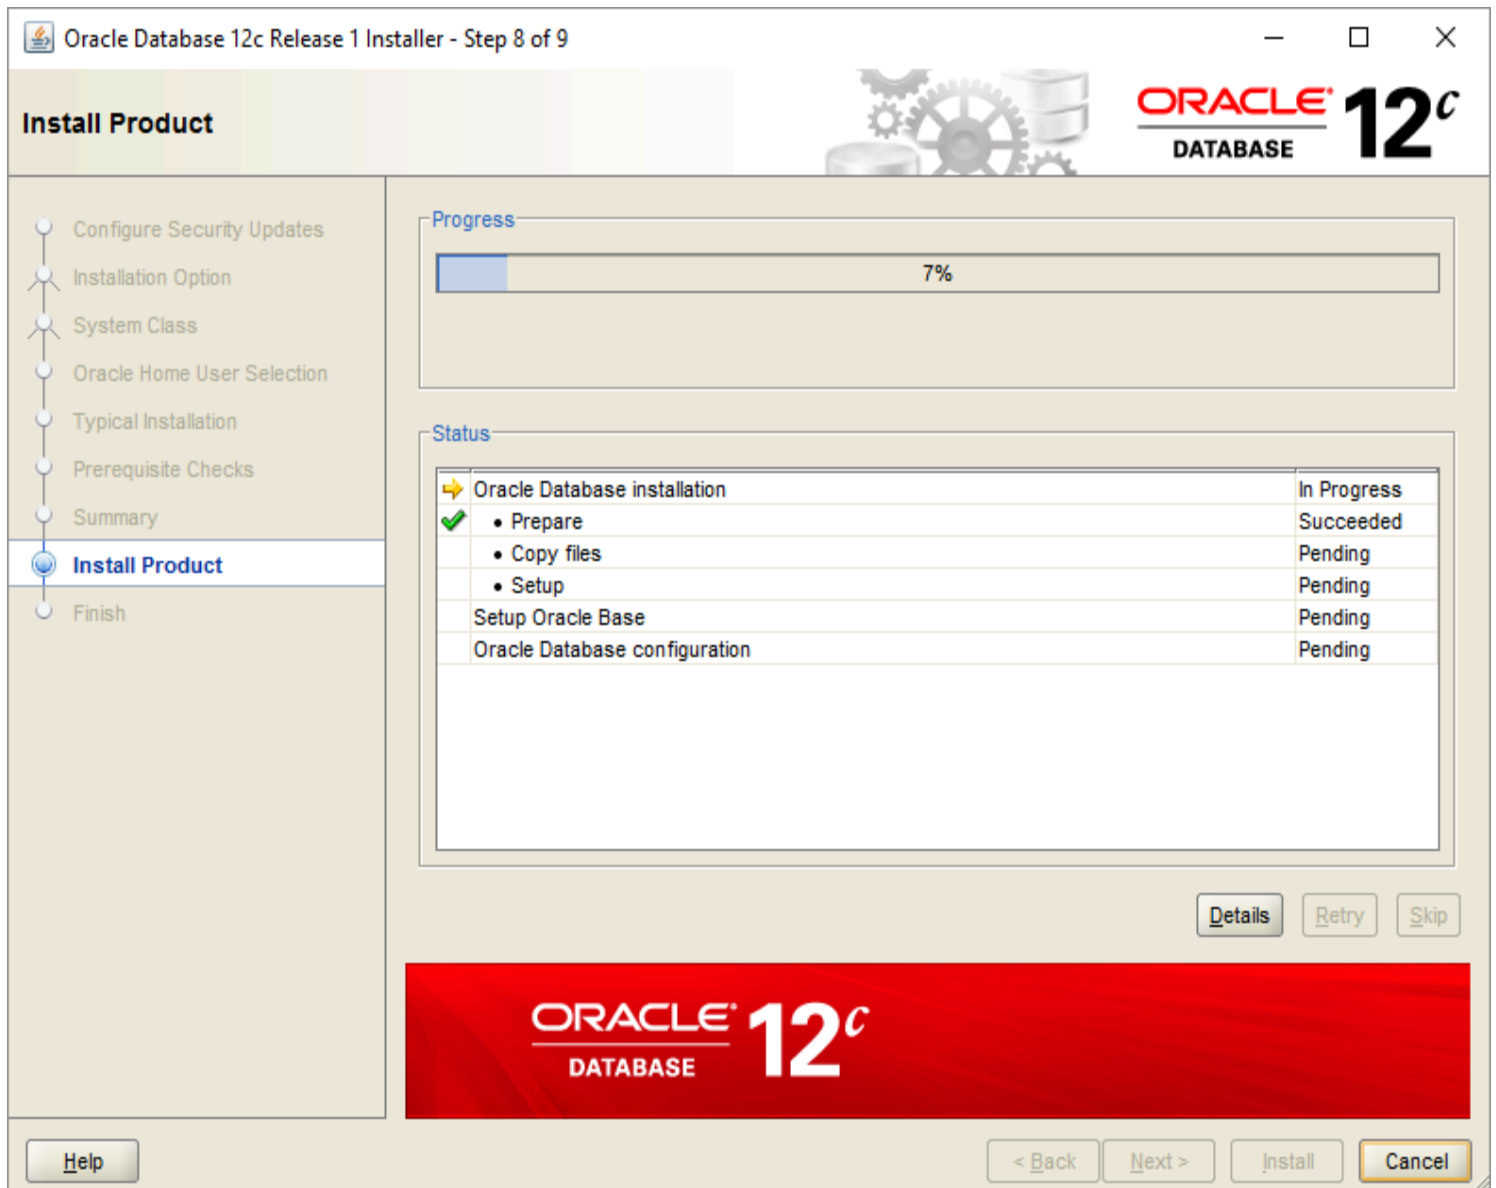 Oracle Database 12c Release 1 Installer - Step 8 of 9
Install Product
ORACLE DATABASE 12c
Configure Security Updates
Installation Option
System Class
Oracle Home User Selection
Typical Installation
Prerequisite Checks
Summary
Install Product
Finish
Progress
7%
Status
Oracle Database installation In Progress
• Prepare Succeeded
• Copy files Pending
• Setup Pending
Setup Oracle Base Pending
Oracle Database configuration Pending
Details Retry Skip
ORACLE DATABASE 12c
Help < Back Next > Install Cancel